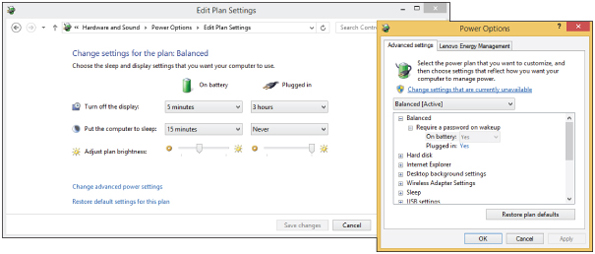 Edit Plan Settings
« Hardware and Sound ▸ Power Options ▸ Edit Plan Settings
Search Contr
Change settings for the plan: Balanced
Choose the sleep and display settings that you want your computer to use.
On battery
Plugged in
Turn off the display:
5 minutes
3 hours
Put the computer to sleep:
15 minutes
Never
Adjust plan brightness:
Change advanced power settings
Restore default settings for this plan
Save changes
Cancel
Power Options
Advanced settings
Lenovo Energy Management
Select the power plan that you want to customize, and
then choose settings that reflect how you want your
computer to manage power.
Change settings that are currently unavailable
Balanced [Active]
Balanced
Require a password on wakeup
On battery: Yes
Plugged in: Yes
Hard disk
Internet Explorer
Desktop background settings
Wireless Adapter Settings
Sleep
USB settings
Restore plan defaults
OK
Cancel
Apply